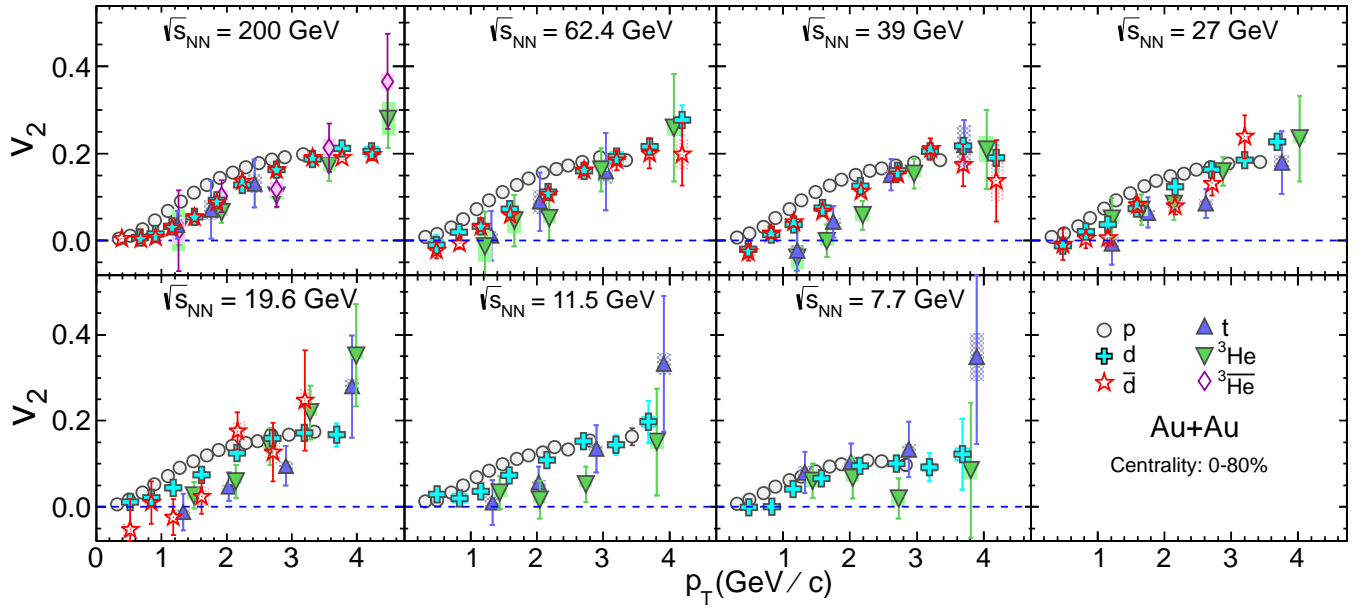 √s_NN = 200 GeV
√s_NN = 62.4 GeV
√s_NN = 39 GeV
√s_NN = 27 GeV
v₂
0.4
0.2
0.0
√s_NN = 19.6 GeV
√s_NN = 11.5 GeV
√s_NN = 7.7 GeV
v₂
0.4
0.2
0.0
p
d
d̅
t
³He
³H̅e̅
Au+Au
Centrality: 0-80%
0 1 2 3 4
1 2 3 4
1 2 3 4
1 2 3 4
p_T (GeV / c)